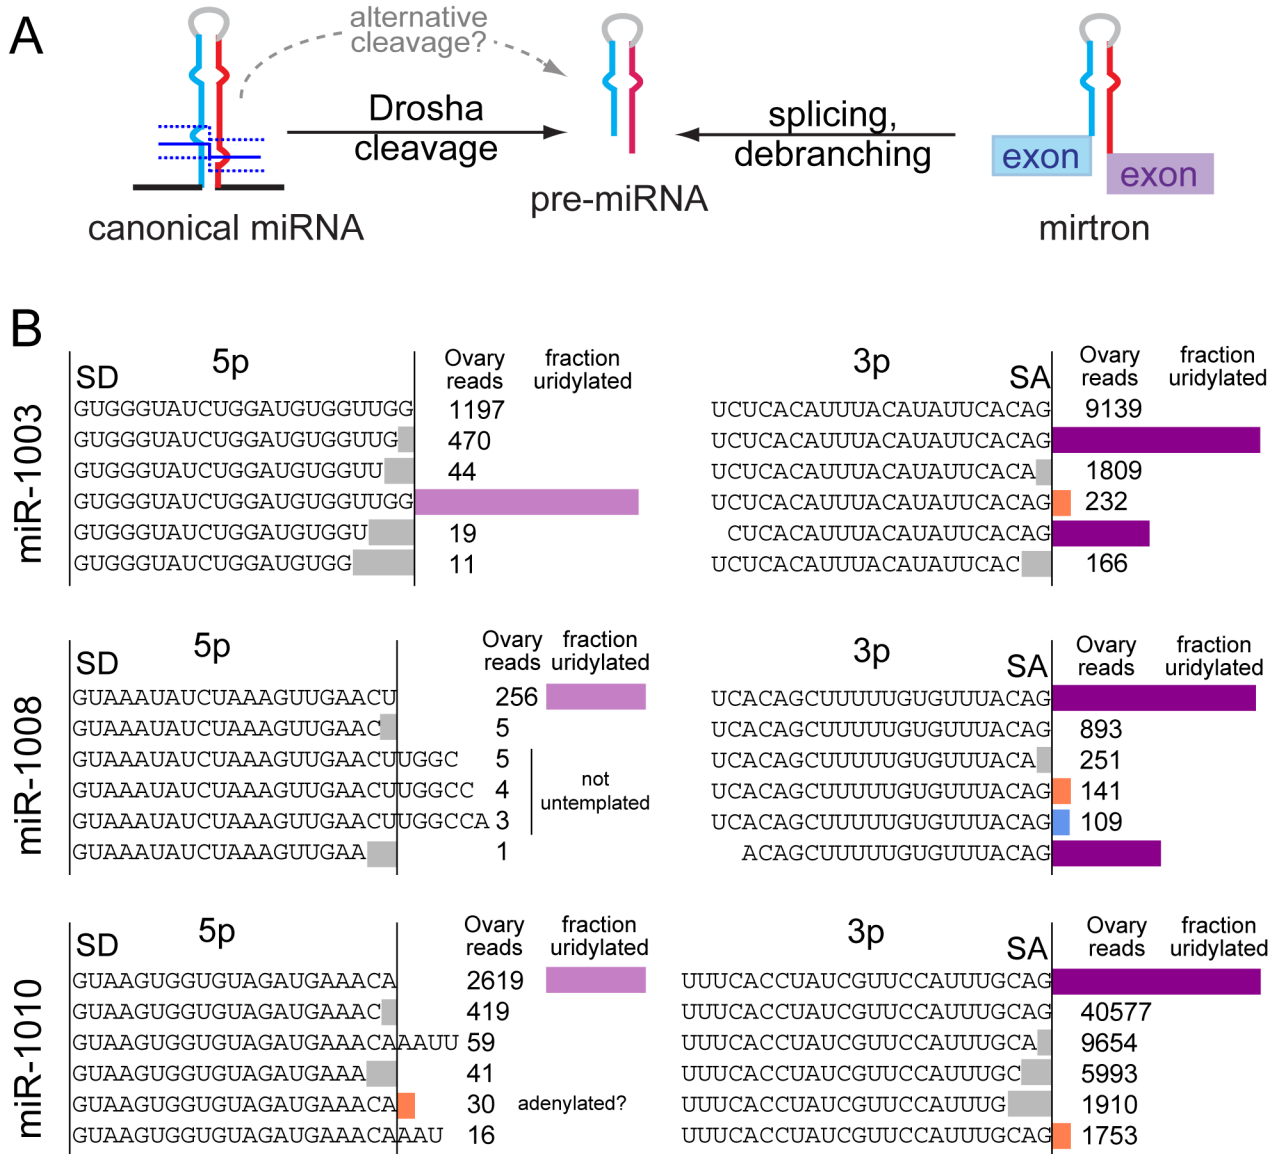 A
alternative
cleavage?
Drosha
cleavage
splicing,
debranching
exon
exon
canonical miRNA
pre-miRNA
mirtron
B
miR-1003
5p
SD
Ovary
reads
fraction
uridylated
GUGGGUAUCUGGAUGUGGUUGG 1197
GUGGGUAUCUGGAUGUGGUUG 470
GUGGGUAUCUGGAUGUGGUU 44
GUGGGUAUCUGGAUGUGGUUGG
GUGGGUAUCUGGAUGUGGU 19
GUGGGUAUCUGGAUGUGG 11
3p
SA
Ovary
reads
fraction
uridylated
UCUCACAUUUACAUAUUCACAG 9139
UCUCACAUUUACAUAUUCACAG
UCUCACAUUUACAUAUUCACA 1809
UCUCACAUUUACAUAUUCACAG 232
CUCACAUUUACAUAUUCACAG
UCUCACAUUUACAUAUUCAC 166
miR-1008
5p
SD
Ovary
reads
fraction
uridylated
GUAAAUAUCUAAAGUUGAACU 256
GUAAAUAUCUAAAGUUGAAC 5
GUAAAUAUCUAAAGUUGAACUUGGC 5
GUAAAUAUCUAAAGUUGAACUUGGCC 4
GUAAAUAUCUAAAGUUGAACUUGGCCA 3
GUAAAUAUCUAAAGUUGAA 1
not
untemplated
3p
SA
Ovary
reads
fraction
uridylated
UCACAGCUUUUUGUGUUUACAG
UCACAGCUUUUUGUGUUUACAG 893
UCACAGCUUUUUGUGUUUACA 251
UCACAGCUUUUUGUGUUUACAG 141
UCACAGCUUUUUGUGUUUACAG 109
ACAGCUUUUUGUGUUUACAG
miR-1010
5p
SD
Ovary
reads
fraction
uridylated
GUAAGUGGUGUAGAUGAAACA 2619
GUAAGUGGUGUAGAUGAAAC 419
GUAAGUGGUGUAGAUGAAACAAAUU 59
GUAAGUGGUGUAGAUGAAA 41
GUAAGUGGUGUAGAUGAAACA 30 adenylated?
GUAAGUGGUGUAGAUGAAACAAAU 16
3p
SA
Ovary
reads
fraction
uridylated
UUUCACCUAUCGUUCCAUUUGCAG
UUUCACCUAUCGUUCCAUUUGCAG 40577
UUUCACCUAUCGUUCCAUUUGCA 9654
UUUCACCUAUCGUUCCAUUUGC 5993
UUUCACCUAUCGUUCCAUUUG 1910
UUUCACCUAUCGUUCCAUUUGCAG 1753